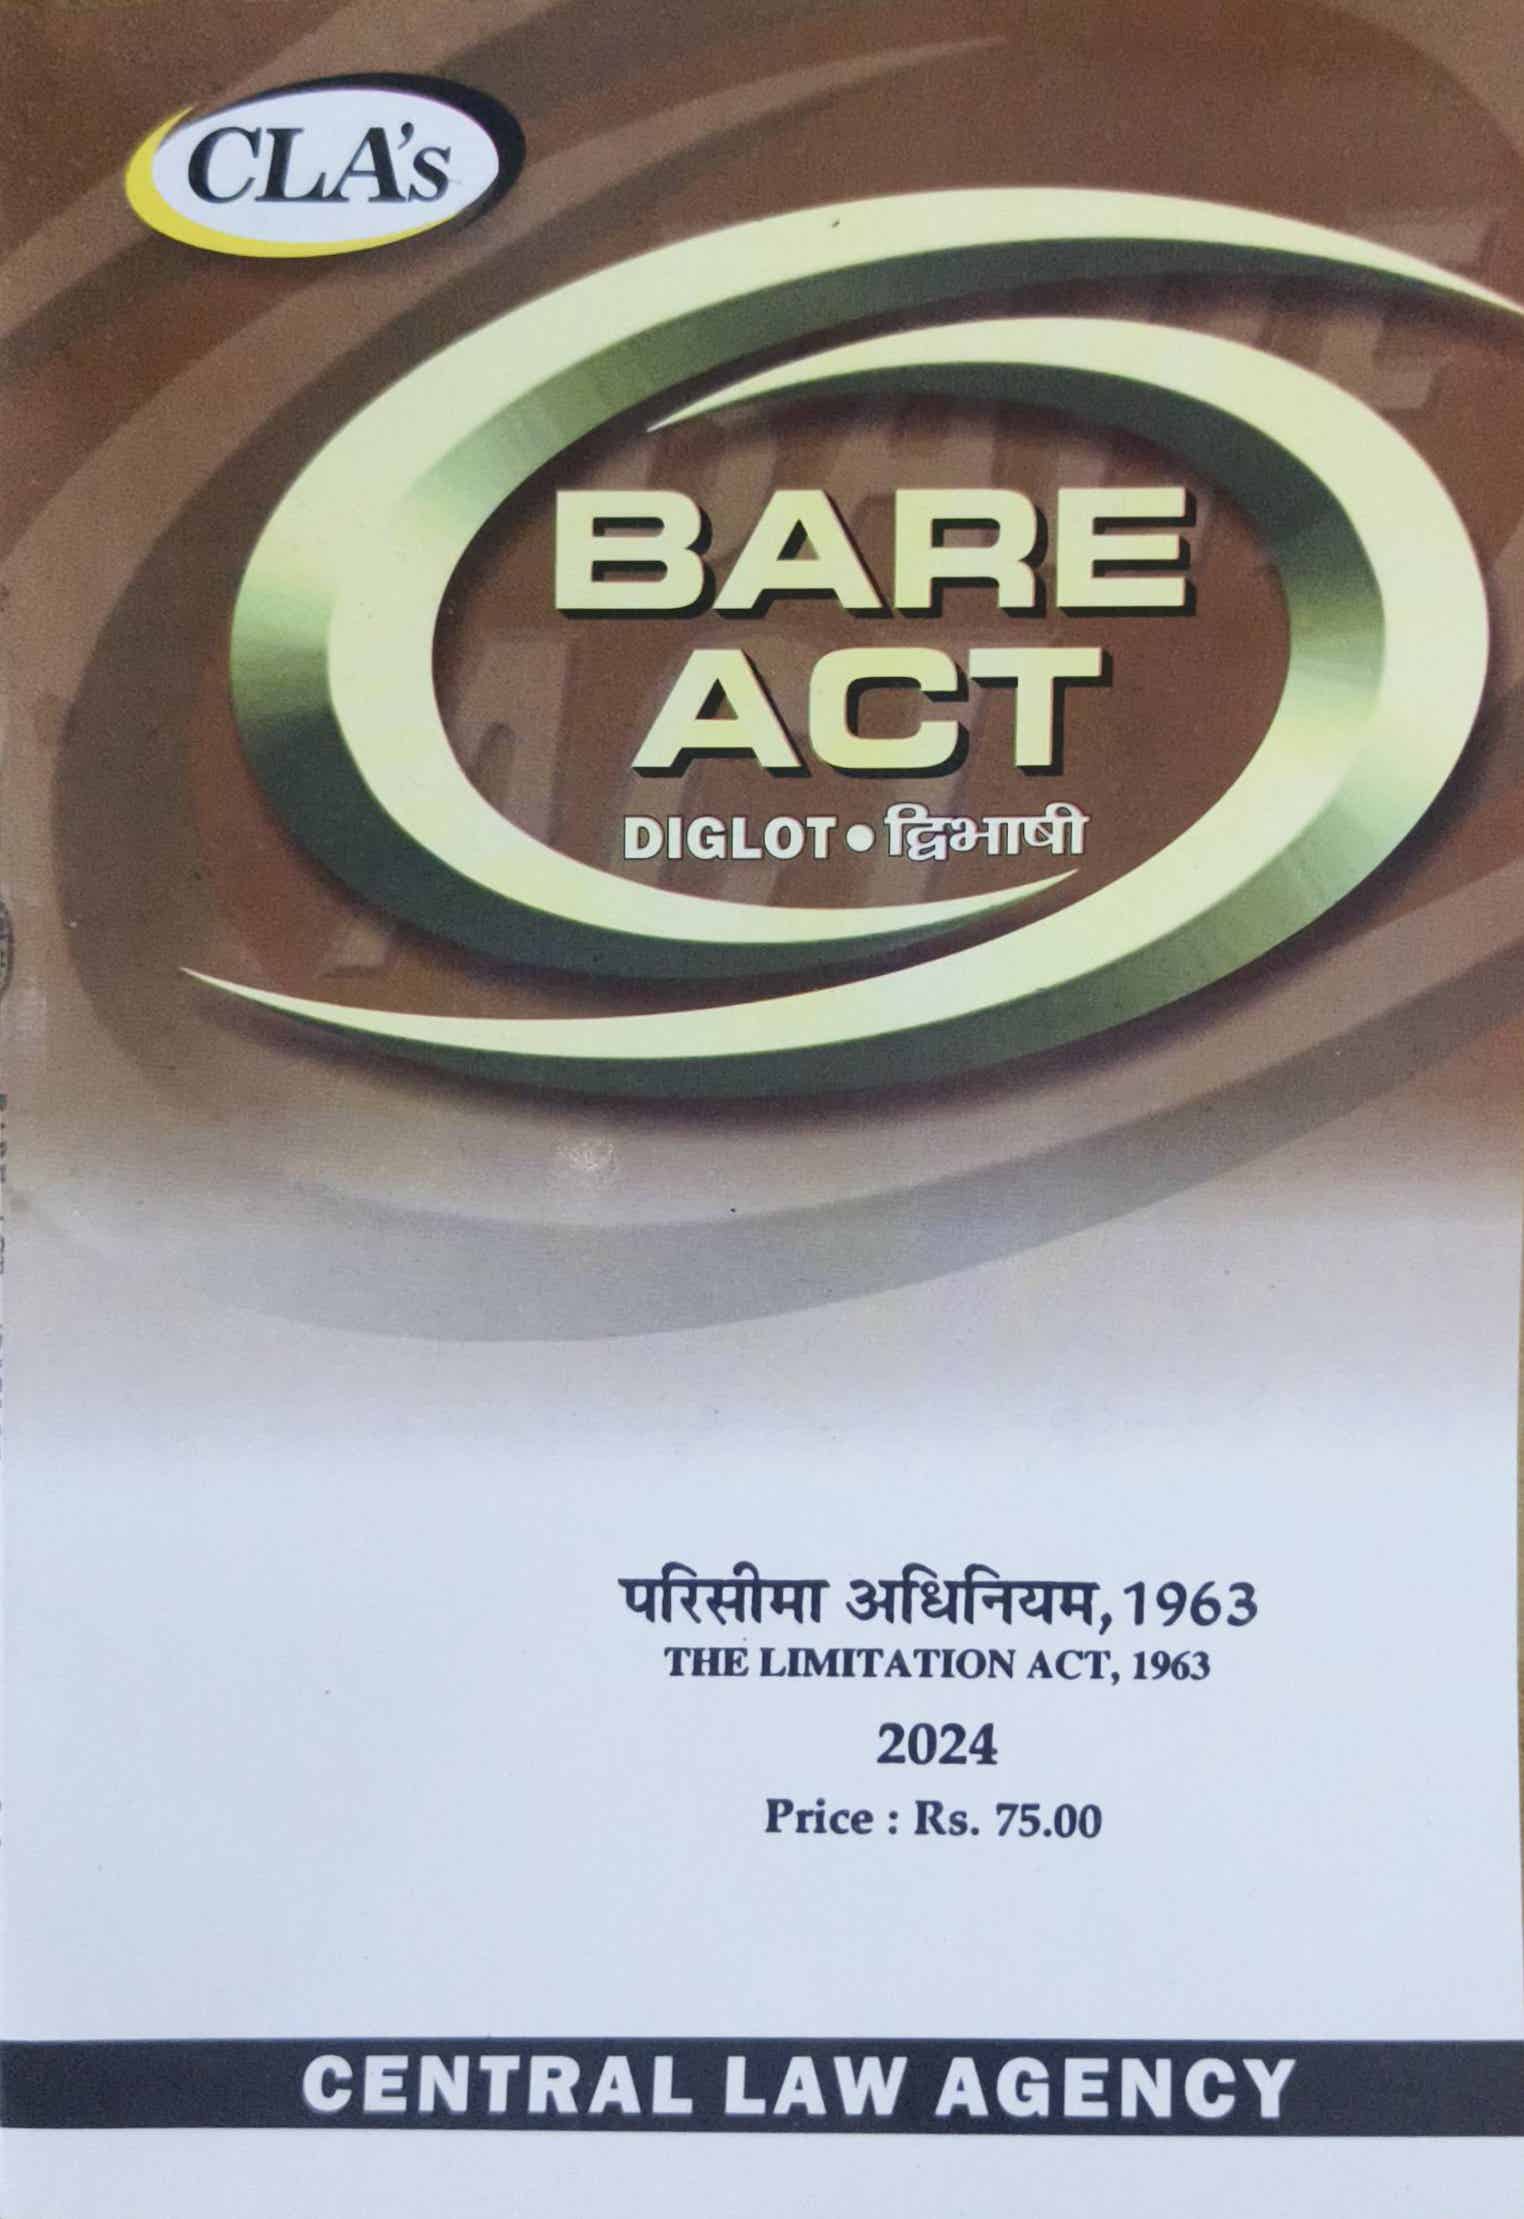 CLA's
BARE
ACT
DIGLOT • द्विभाषी
परिसीमा अधिनियम, 1963
THE LIMITATION ACT, 1963
2024
Price : Rs. 75.00
CENTRAL LAW AGENCY